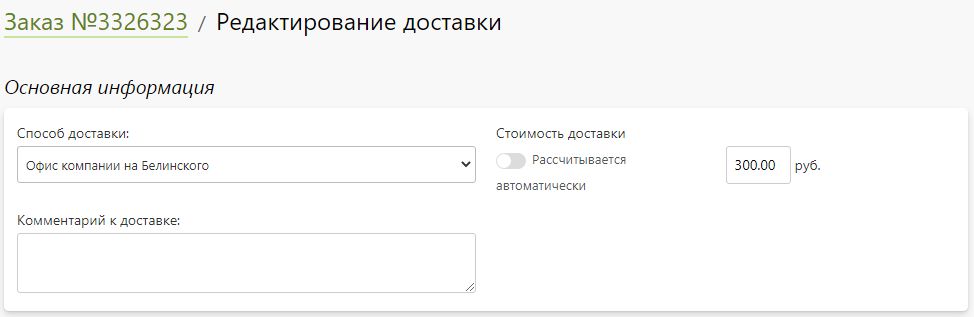 Заказ №3326323 / Редактирование доставки
Основная информация
Способ доставки:
Офис компании на Белинского
Стоимость доставки
Рассчитывается
автоматически
300.00 руб.
Комментарий к доставке: